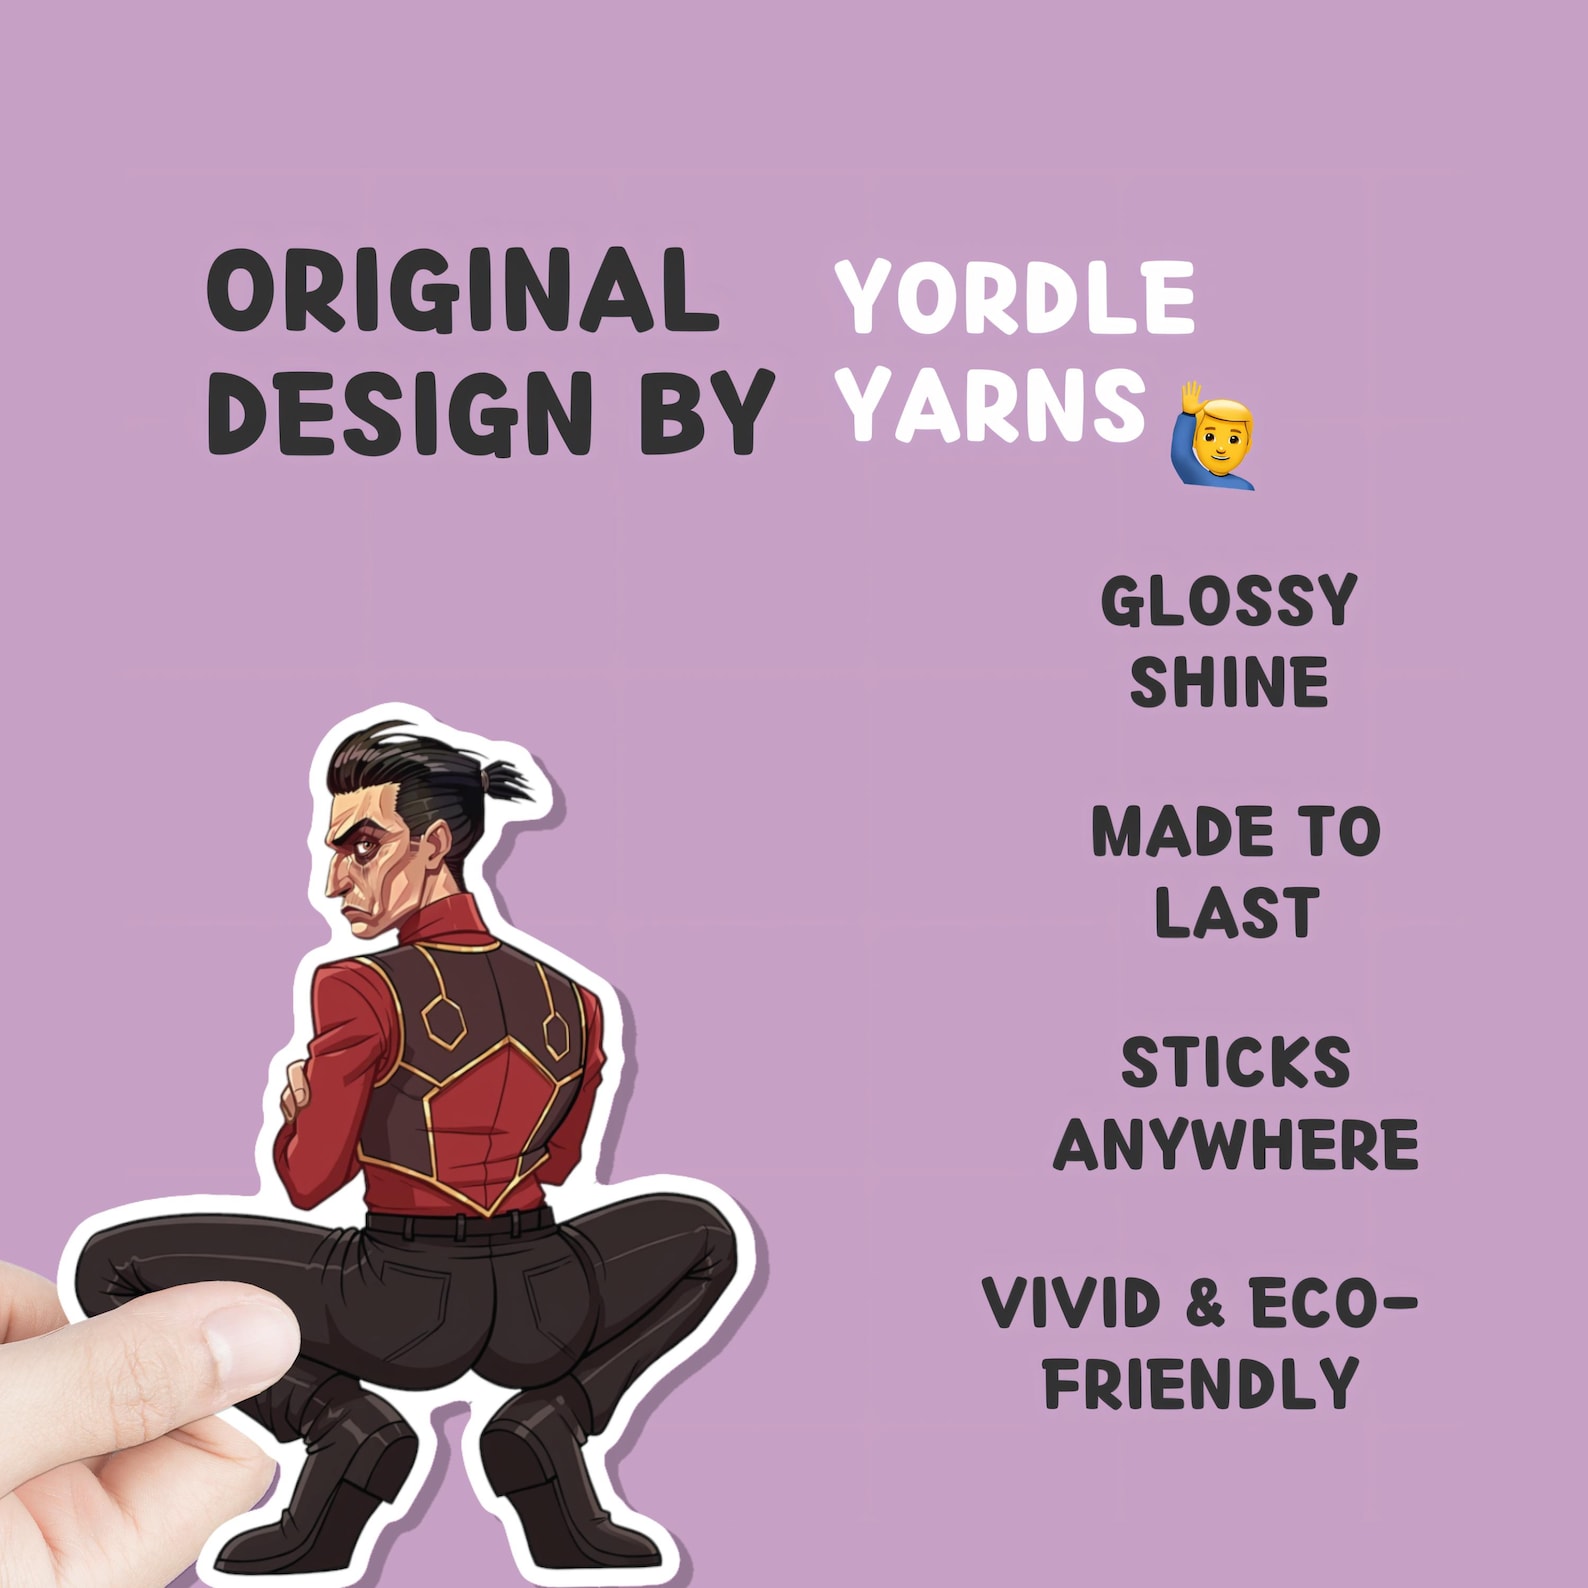 ORIGINAL
DESIGN BY
YORDLE
YARNS
GLOSSY
SHINE
MADE TO
LAST
STICKS
ANYWHERE
VIVID & ECO-
FRIENDLY